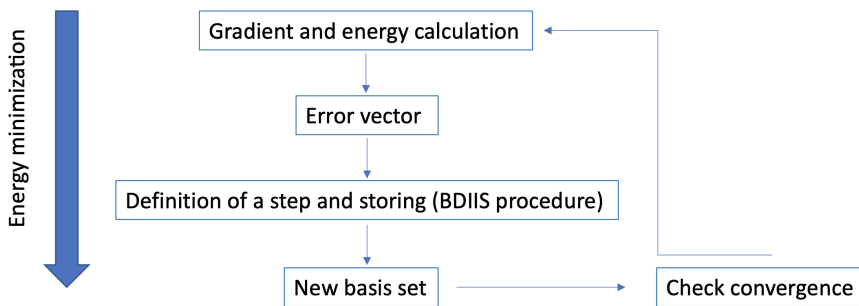 Energy minimization
Gradient and energy calculation
Error vector
Definition of a step and storing (BDIIS procedure)
New basis set
Check convergence